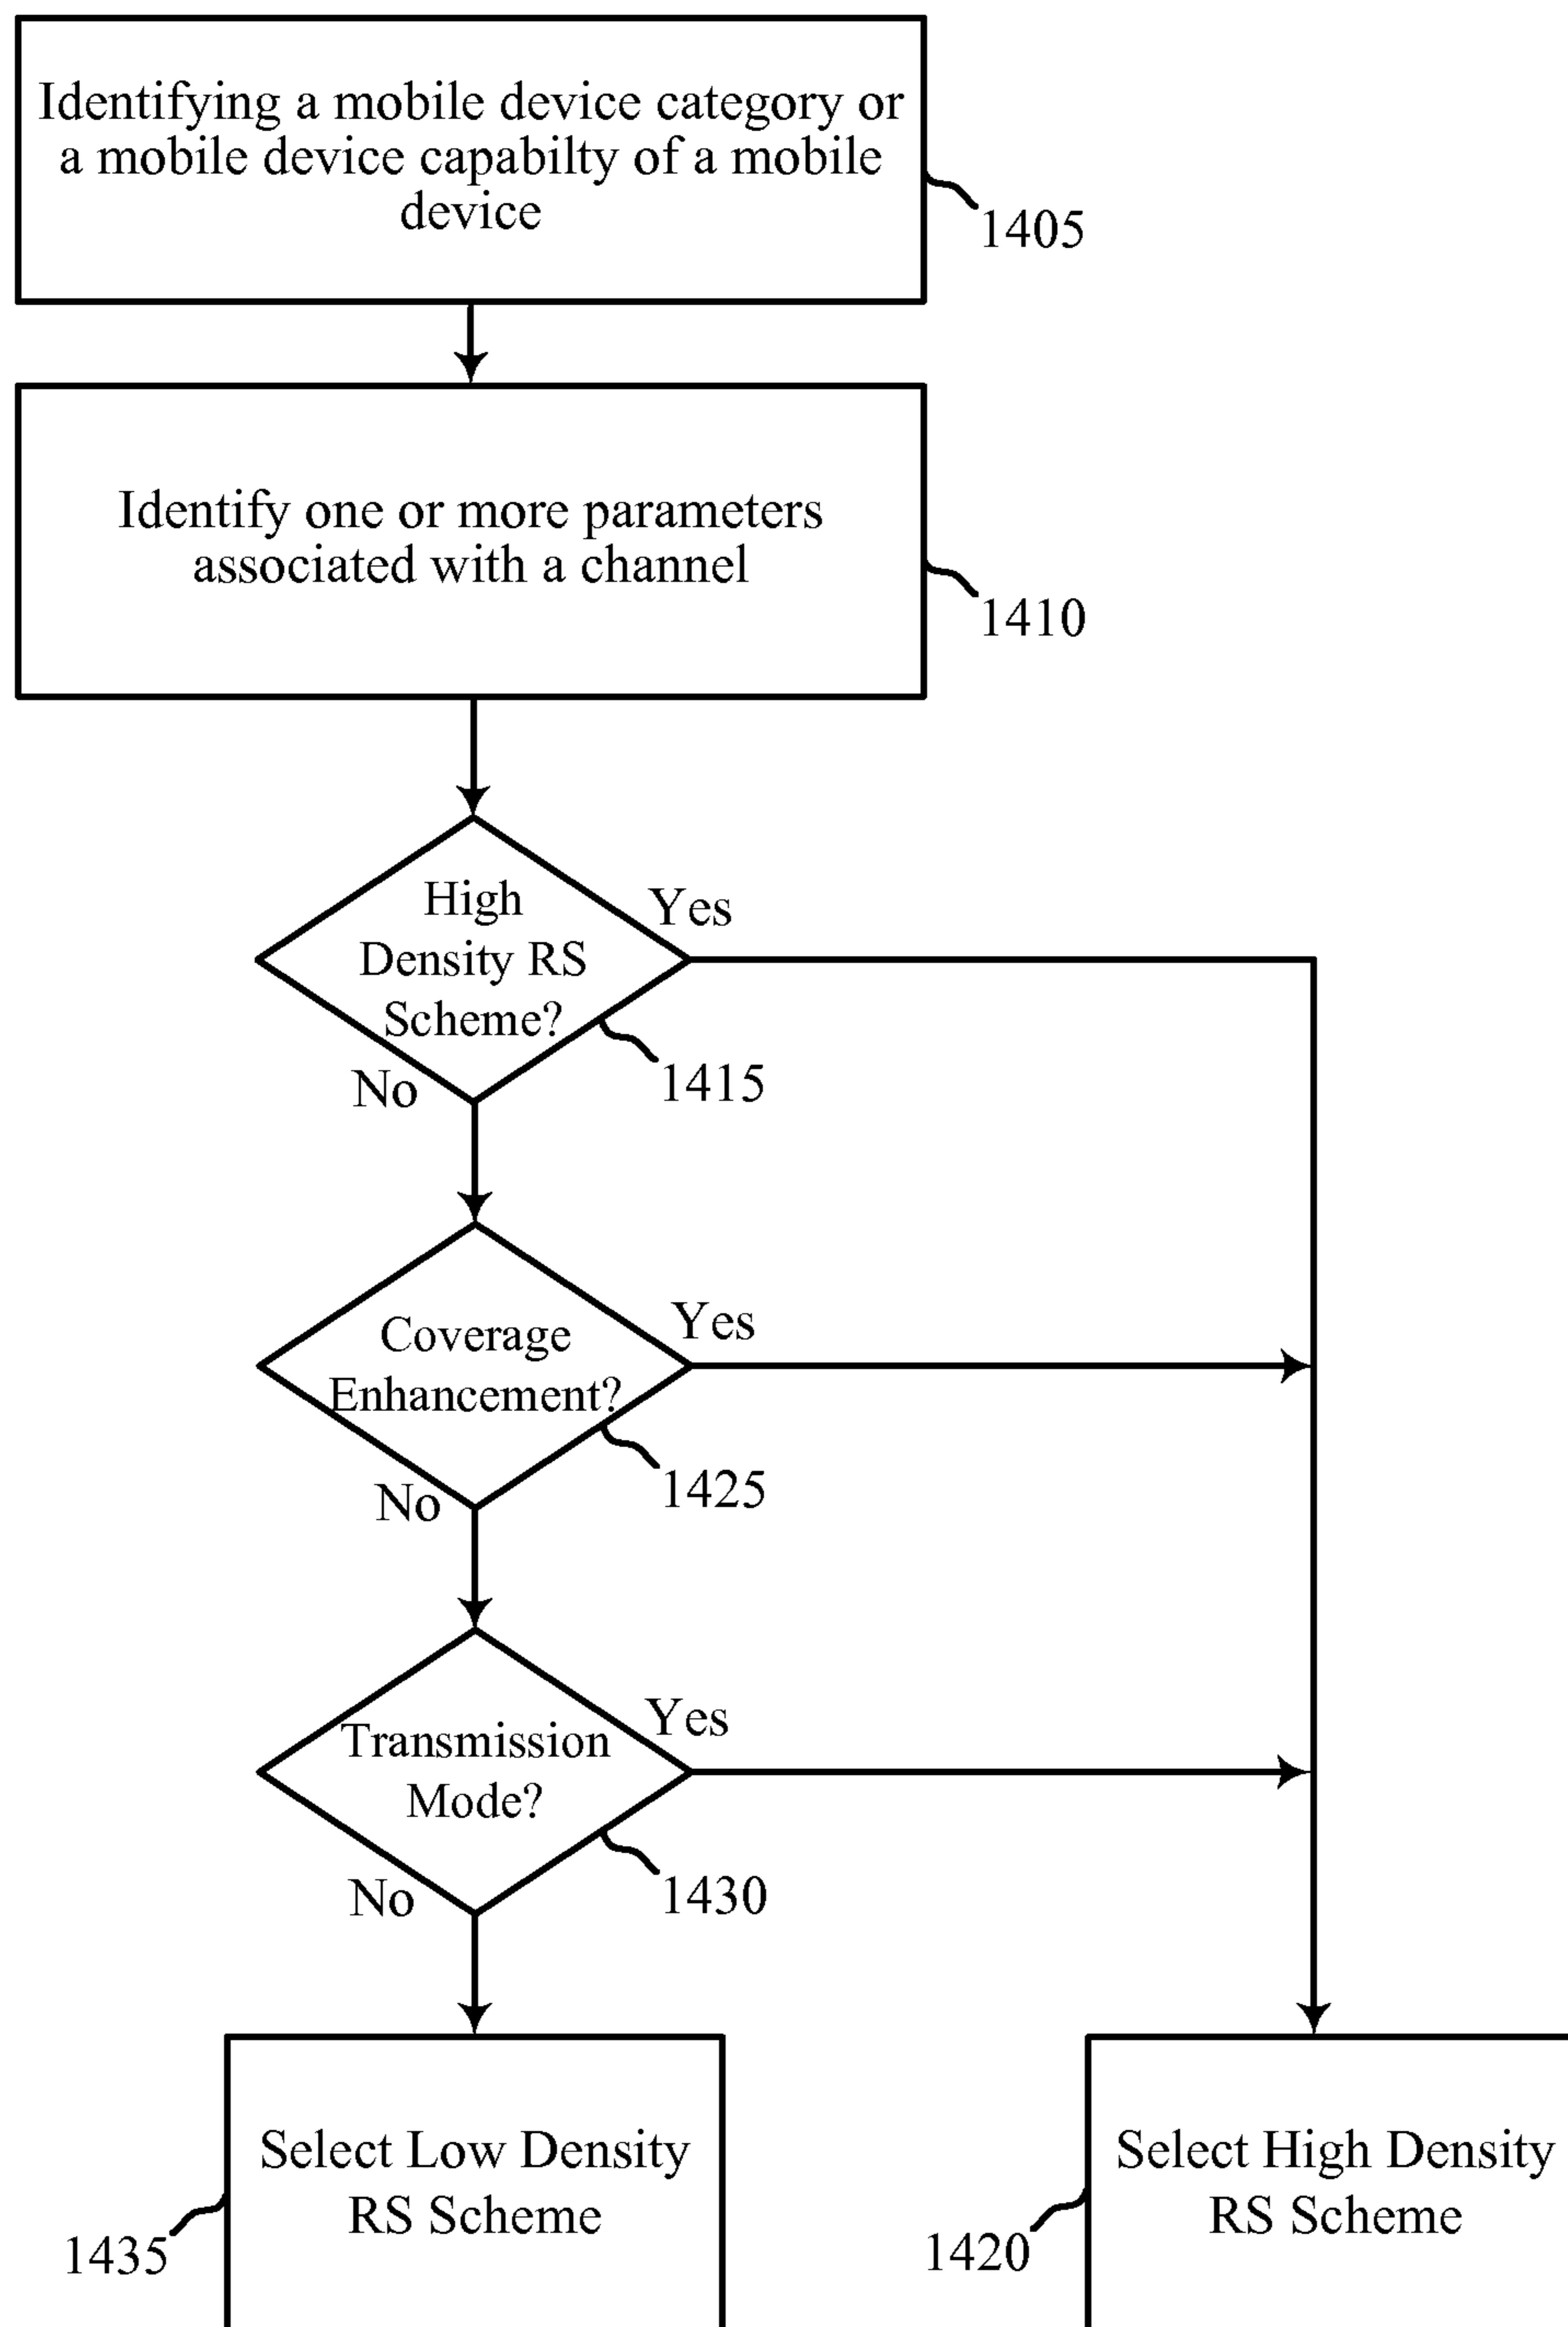 Identifying a mobile device category or
a mobile device capabilty of a mobile
device
1405
Identify one or more parameters
associated with a channel
1410
High
Density RS
Scheme?
Yes
No
1415
Coverage
Enhancement?
Yes
No
1425
Transmission
Mode?
Yes
No
1430
Select Low Density
RS Scheme
1435
Select High Density
RS Scheme
1420